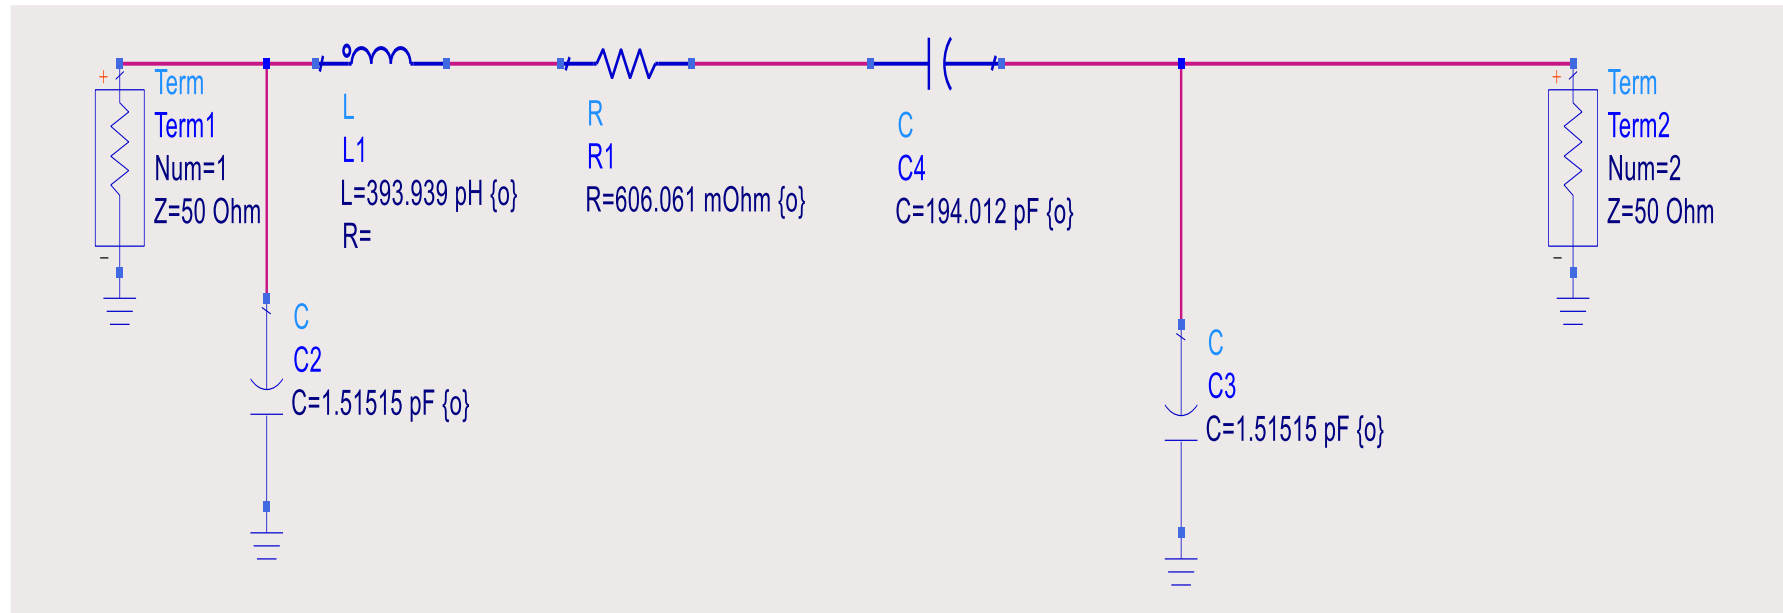 +
Term
Term1
Num=1
Z=50 Ohm
−
L
L1
L=393.939 pH {o}
R=
R
R1
R=606.061 mOhm {o}
C
C4
C=194.012 pF {o}
+
Term
Term2
Num=2
Z=50 Ohm
−
C
C2
C=1.51515 pF {o}
C
C3
C=1.51515 pF {o}